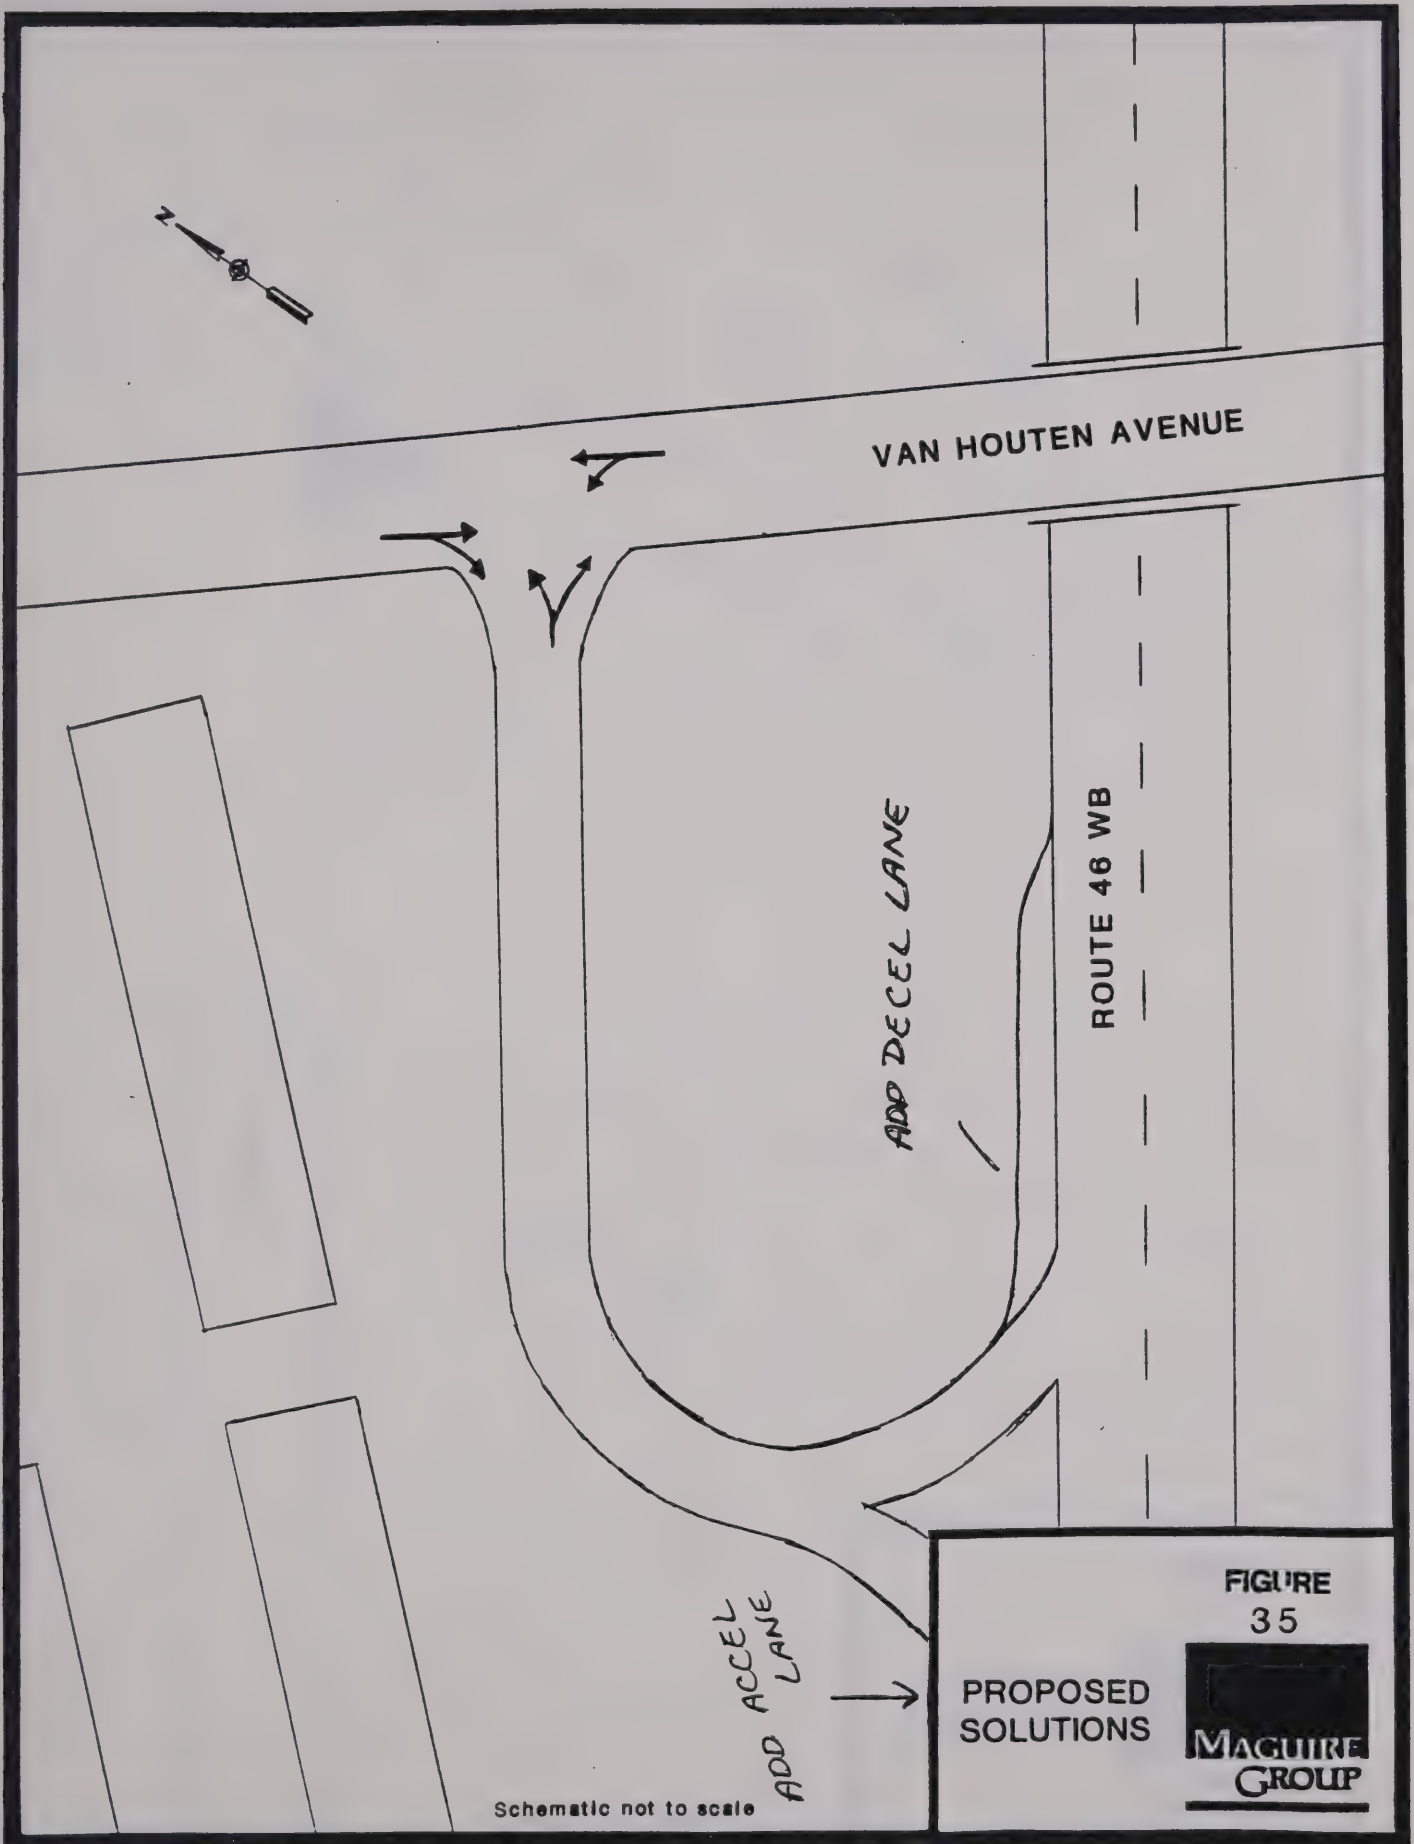 N
VAN HOUTEN AVENUE
ADD DECEL LANE
ROUTE 46 WB
ADD ACCEL
LANE
FIGURE
35
PROPOSED
SOLUTIONS
MAGUIRE
GROUP
Schematic not to scale